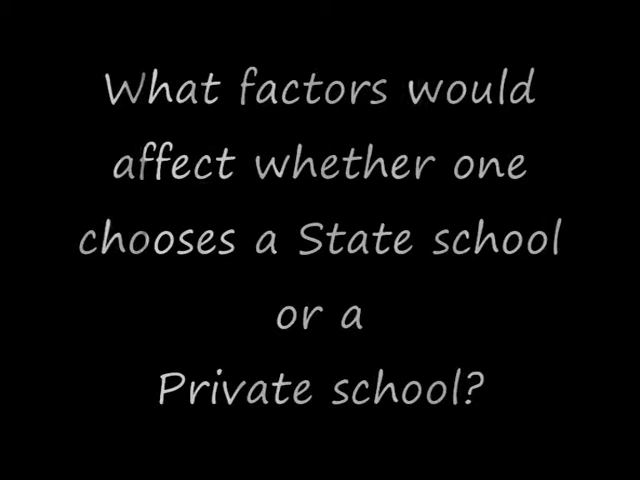 What factors would
affect whether one
chooses a State school
or a
Private school?